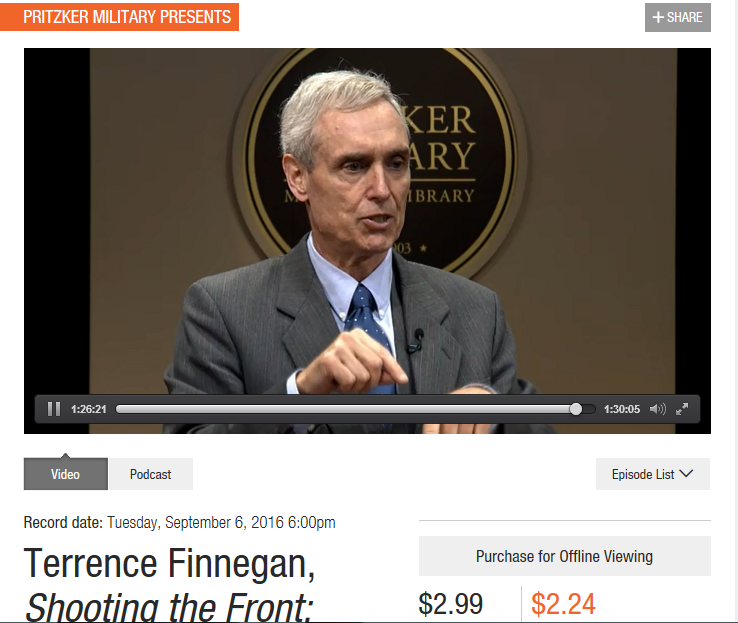 PRITZKER MILITARY PRESENTS
+ SHARE
KER
ARY
M
IBRARY
03 ★
1:26:21
1:30:05
Video
Podcast
Episode List
Record date: Tuesday, September 6, 2016 6:00pm
Terrence Finnegan,
Shooting the Front:
Purchase for Offline Viewing
$2.99
$2.24